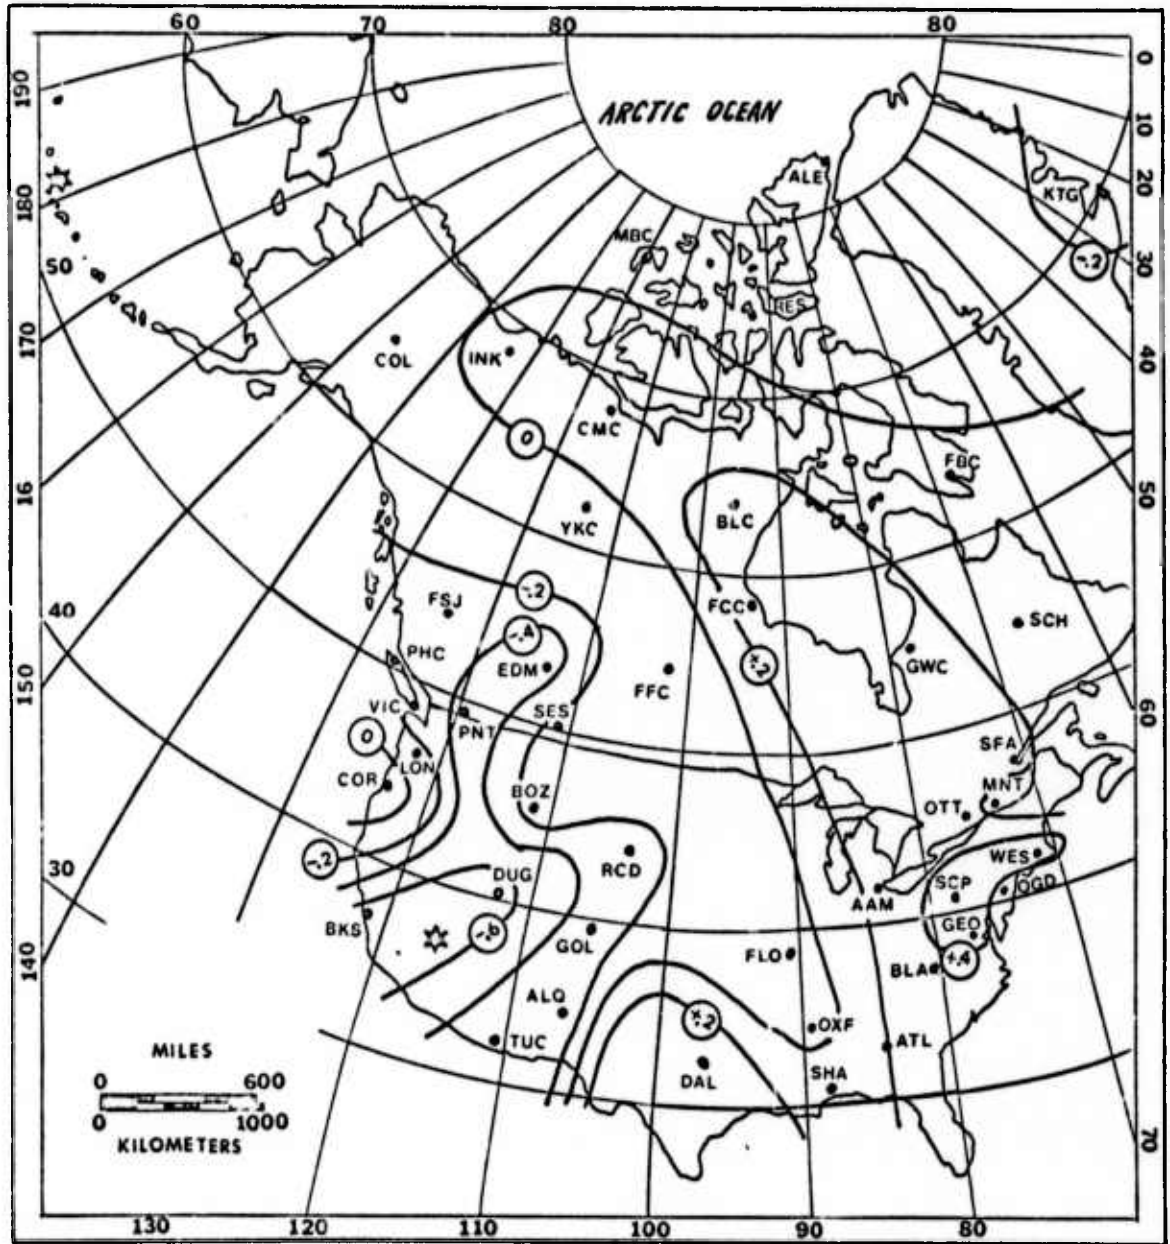 60 70 80 80
190
0
ARCTIC OCEAN
10
ALE
20
KTG
180
MBC
-.2
30
50
RES
170
COL
INK
40
CMC
0
FBC
16
50
YKC
BLC
-.2
FSJ
FCC
40
-.4
SCH
PHC
EDM
GWC
+.2
FFC
150
60
VIC
PNT
SES
0
SFA
LON
COR
MNT
BOZ
OTT
-.2
WES
RCD
30
DUG
SCP
OGD
AAM
BKS
GEO
-.6
GOL
FLO
140
BLA
+.4
ALQ
+.2
OXF
TUC
ATL
MILES
DAL
SHA
0 600
0 1000
KILOMETERS
70
130 120 110 100 90 80